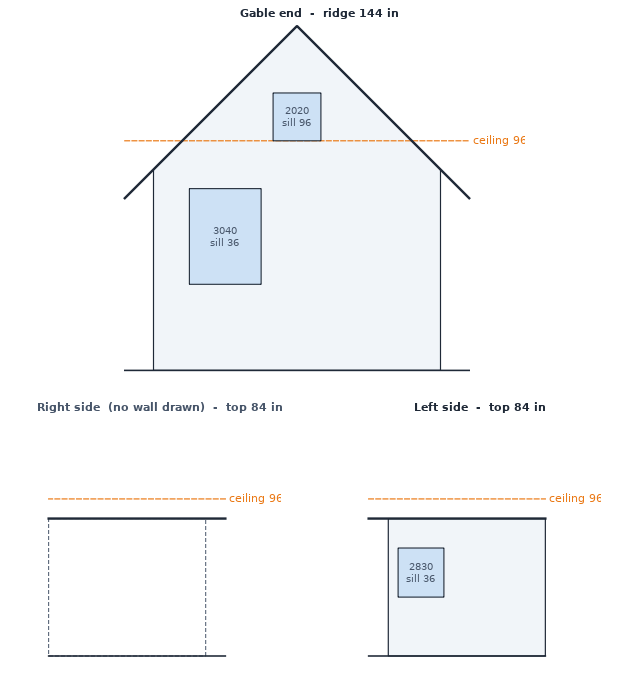 Gable end  -  ridge 144 in
2020
sill 96
ceiling 96
3040
sill 36
Right side  (no wall drawn)  -  top 84 in
Left side  -  top 84 in
ceiling 96
ceiling 96
2830
sill 36